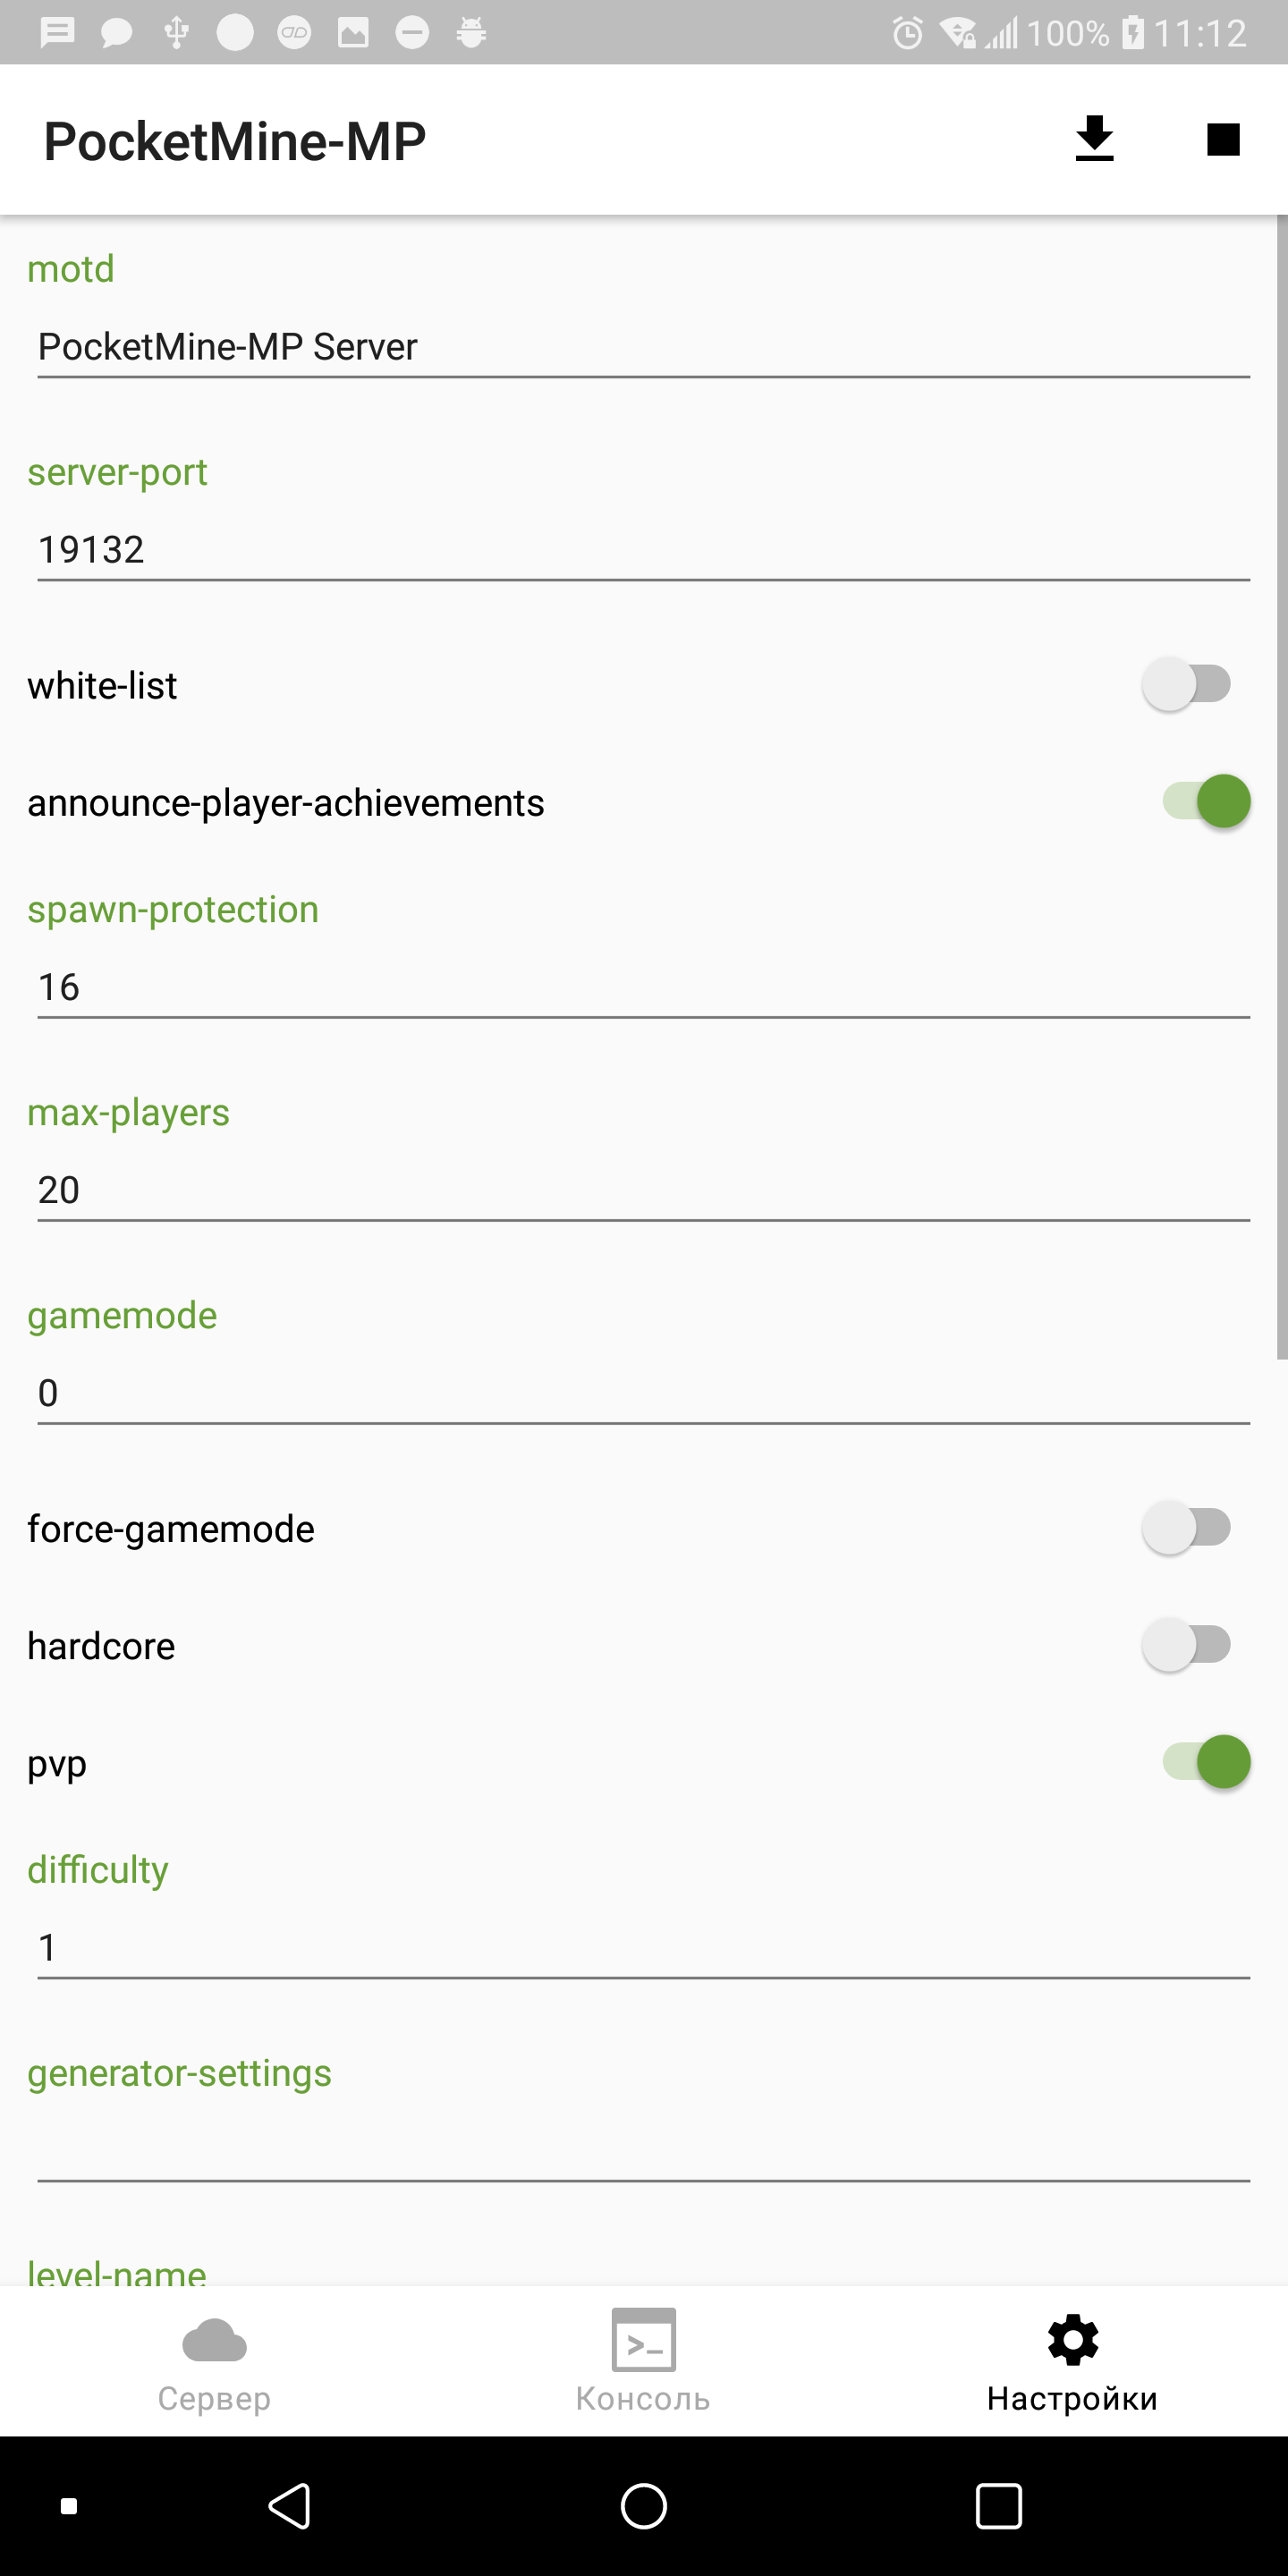 100% 11:12
PocketMine-MP
motd
PocketMine-MP Server
server-port
19132
white-list
announce-player-achievements
spawn-protection
16
max-players
20
gamemode
0
force-gamemode
hardcore
pvp
difficulty
1
generator-settings
level-name
Сервер
Консоль
Настройки